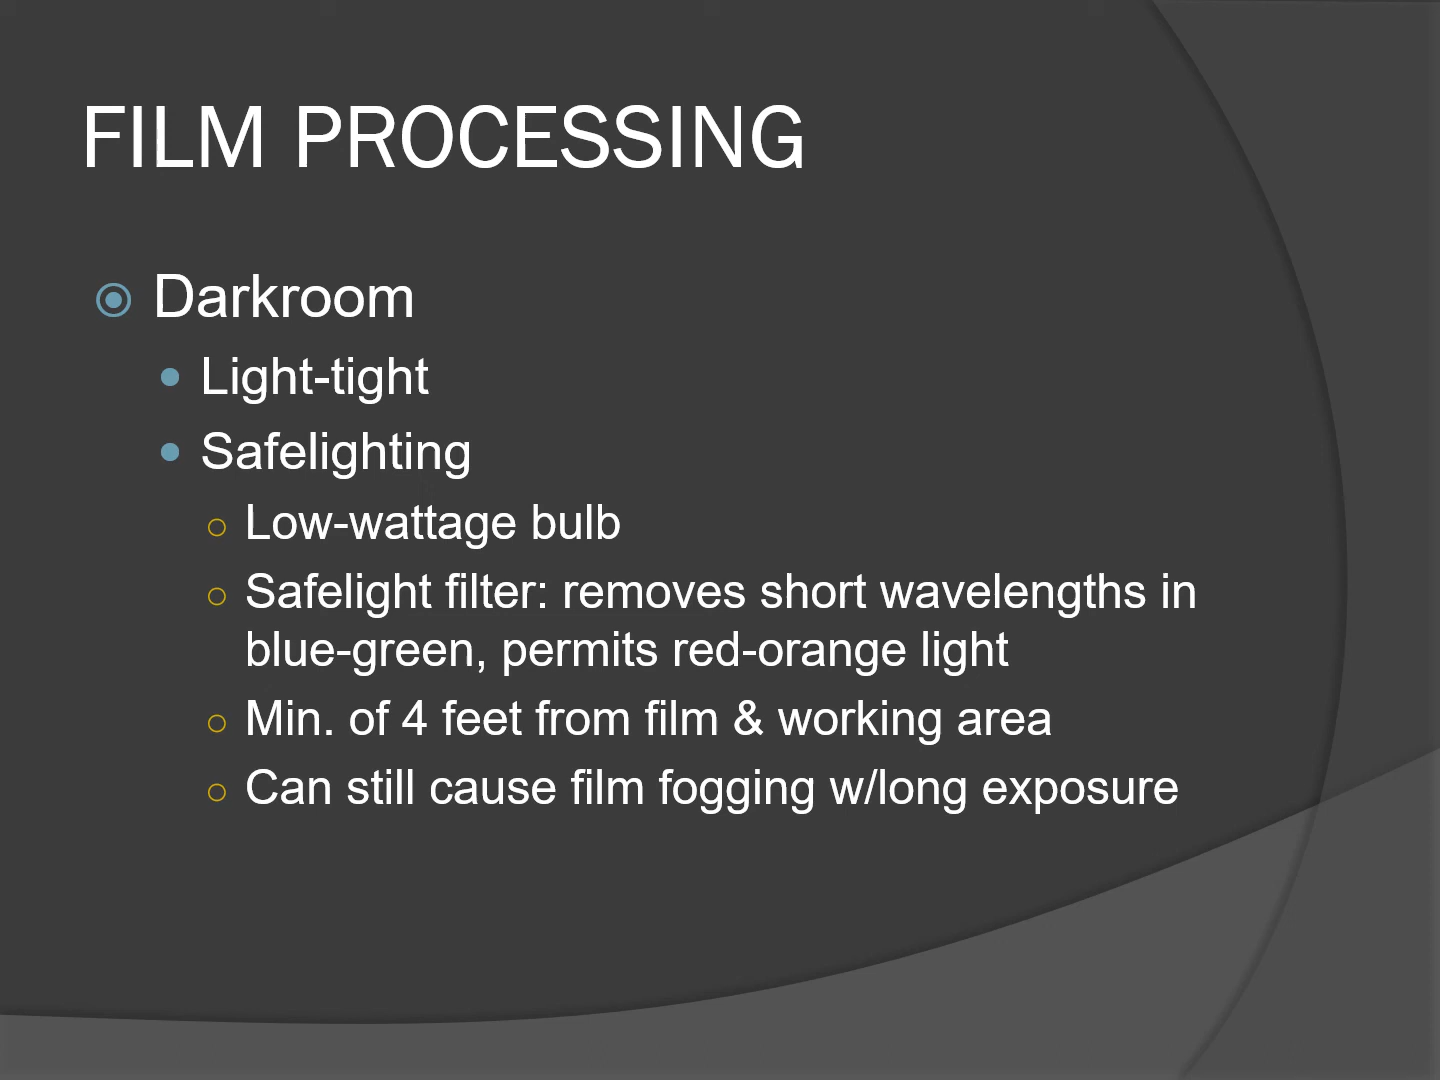 FILM PROCESSING
Darkroom
Light-tight
Safelighting
Low-wattage bulb
Safelight filter: removes short wavelengths in
blue-green, permits red-orange light
Min. of 4 feet from film & working area
Can still cause film fogging w/long exposure